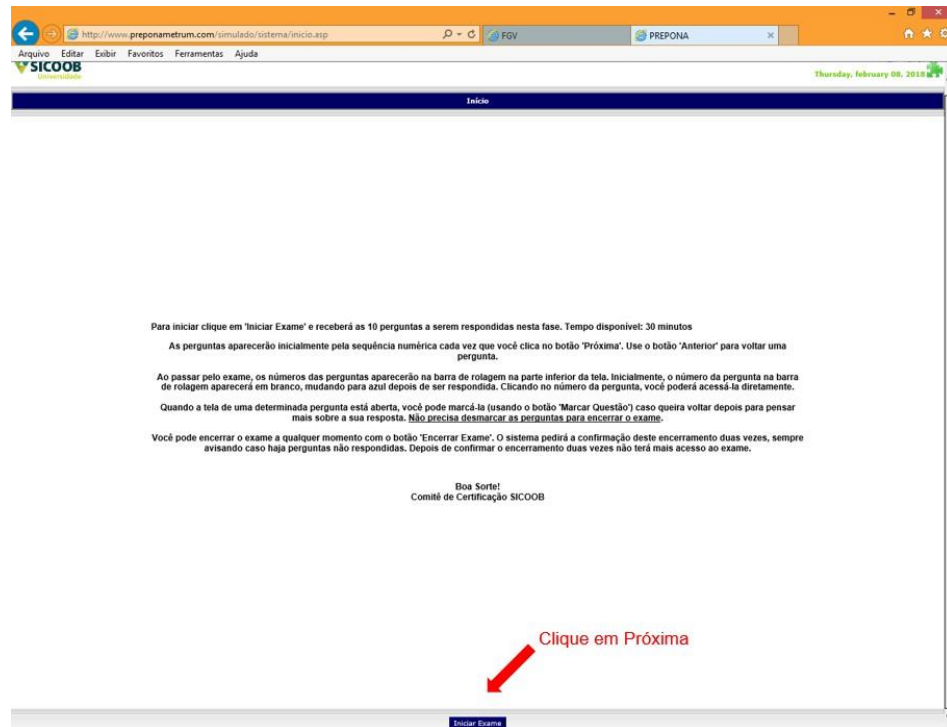 http://www.preponametrum.com/simulado/sistema/inicio.asp
FGV
PREPONA
Arquivo Editar Exibir Favoritos Ferramentas Ajuda
SICOOB
Universidade
Thursday, february 08, 2018
Início
Para iniciar clique em 'Iniciar Exame' e receberá as 10 perguntas a serem respondidas nesta fase. Tempo disponível: 30 minutos
As perguntas aparecerão inicialmente pela sequência numérica cada vez que você clica no botão 'Próxima'. Use o botão 'Anterior' para voltar uma
pergunta.
Ao passar pelo exame, os números das perguntas aparecerão na barra de rolagem na parte inferior da tela. Inicialmente, o número da pergunta na barra
de rolagem aparecerá em branco, mudando para azul depois de ser respondida. Clicando no número da pergunta, você poderá acessá-la diretamente.
Quando a tela de uma determinada pergunta está aberta, você pode marcá-la (usando o botão 'Marcar Questão') caso queira voltar depois para pensar
mais sobre a sua resposta. Não precisa desmarcar as perguntas para encerrar o exame.
Você pode encerrar o exame a qualquer momento com o botão 'Encerrar Exame'. O sistema pedirá a confirmação deste encerramento duas vezes, sempre
avisando caso haja perguntas não respondidas. Depois de confirmar o encerramento duas vezes não terá mais acesso ao exame.
Boa Sorte!
Comitê de Certificação SICOOB
Clique em Próxima
Iniciar Exame